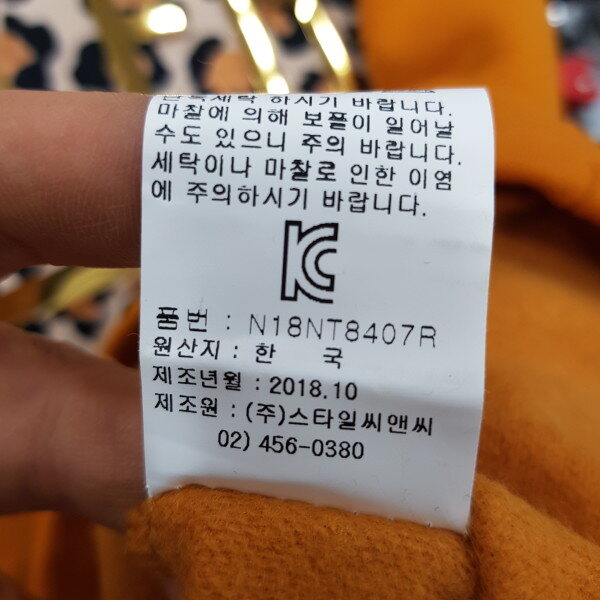 하시기 바랍니다.
마찰에 의해 보풀이 일어날
수도 있으니 주의 바랍니다.
세탁이나 마찰로 인한 이염
에 주의하시기 바랍니다.
KC
품번 : N18NT8407R
원산지 : 한 국
제조년월 : 2018.10
제조원 : (주)스타일씨앤씨
02) 456-0380